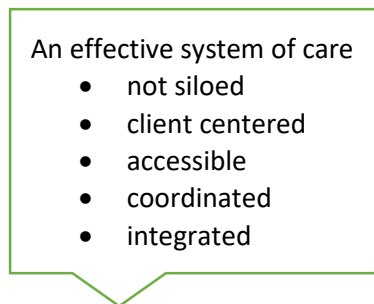 An effective system of care
• not siloed
• client centered
• accessible
• coordinated
• integrated